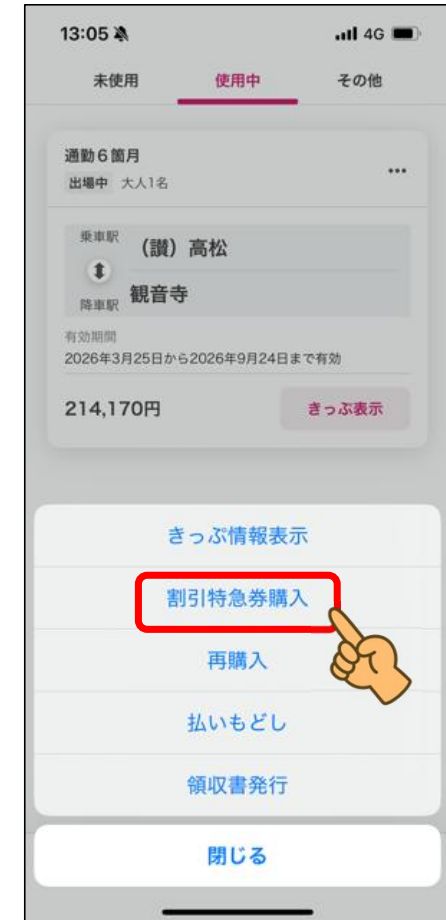 13:05 4G
未使用 使用中 その他
通勤6箇月
出場中 大人1名
乗車駅 (讃)高松
降車駅 観音寺
有効期間
2026年3月25日から2026年9月24日まで有効
214,170円 きっぷ表示
きっぷ情報表示
割引特急券購入
再購入
払いもどし
領収書発行
閉じる